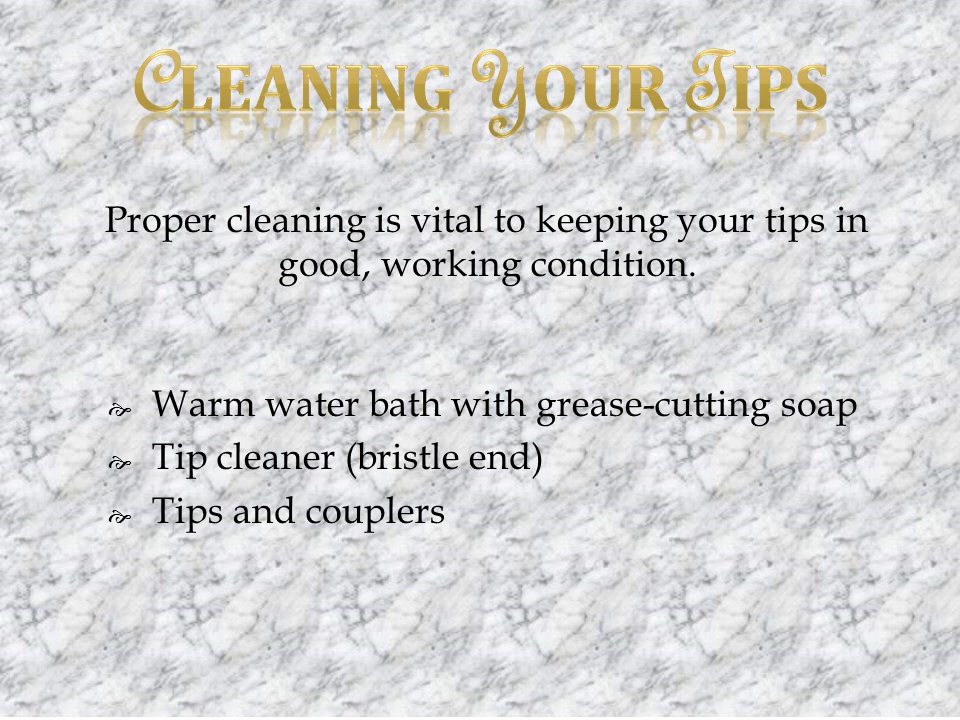 Cleaning Your Tips
Proper cleaning is vital to keeping your tips in
good, working condition.
Warm water bath with grease-cutting soap
Tip cleaner (bristle end)
Tips and couplers